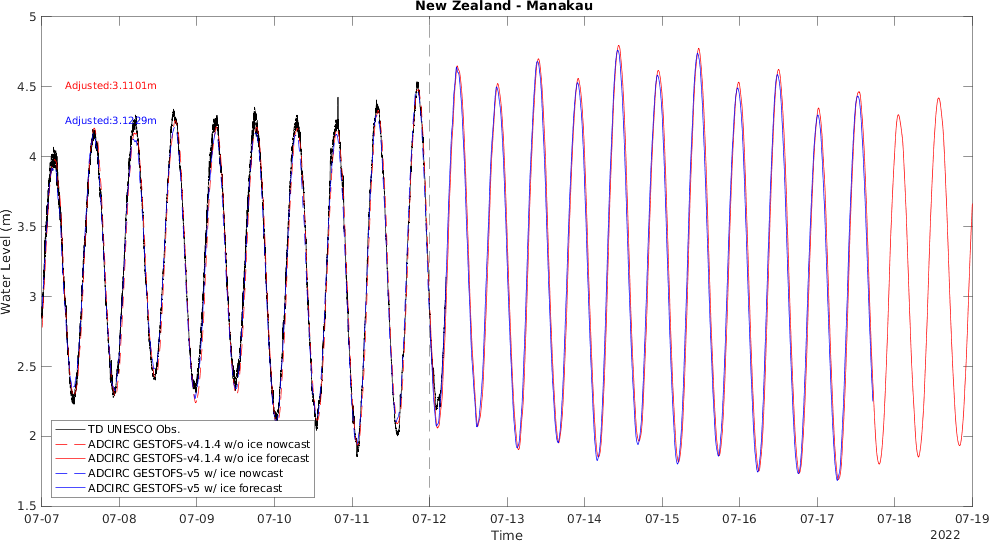 New Zealand - Manakau
Water Level (m)
5
4.5
4
3.5
3
2.5
2
1.5
Adjusted:3.1101m
Adjusted:3.1229m
TD UNESCO Obs.
ADCIRC GESTOFS-v4.1.4 w/o ice nowcast
ADCIRC GESTOFS-v4.1.4 w/o ice forecast
ADCIRC GESTOFS-v5 w/ ice nowcast
ADCIRC GESTOFS-v5 w/ ice forecast
07-07 07-08 07-09 07-10 07-11 07-12 07-13 07-14 07-15 07-16 07-17 07-18 07-19
Time
2022